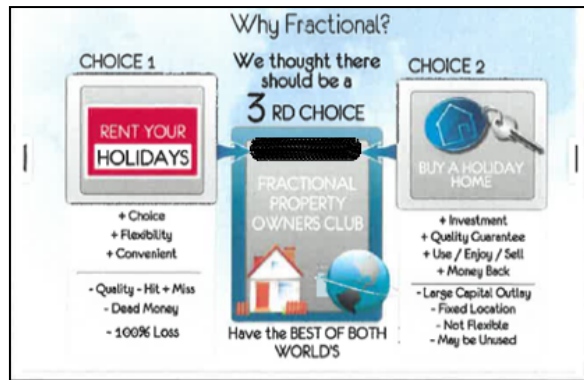 Why Fractional?
CHOICE 1
RENT YOUR
HOLIDAYS
+ Choice
+ Flexibility
+ Convenient
- Quality - Hit + Miss
- Dead Money
- 100% Loss
We thought there
should be a
3 RD CHOICE
FRACTIONAL
PROPERTY
OWNERS CLUB
Have the BEST OF BOTH
WORLD'S
CHOICE 2
BUY A HOLIDAY
HOME
+ Investment
+ Quality Guarantee
+ Use / Enjoy / Sell
+ Money Back
- Large Capital Outlay
- Fixed Location
- Not Flexible
- May be Unused